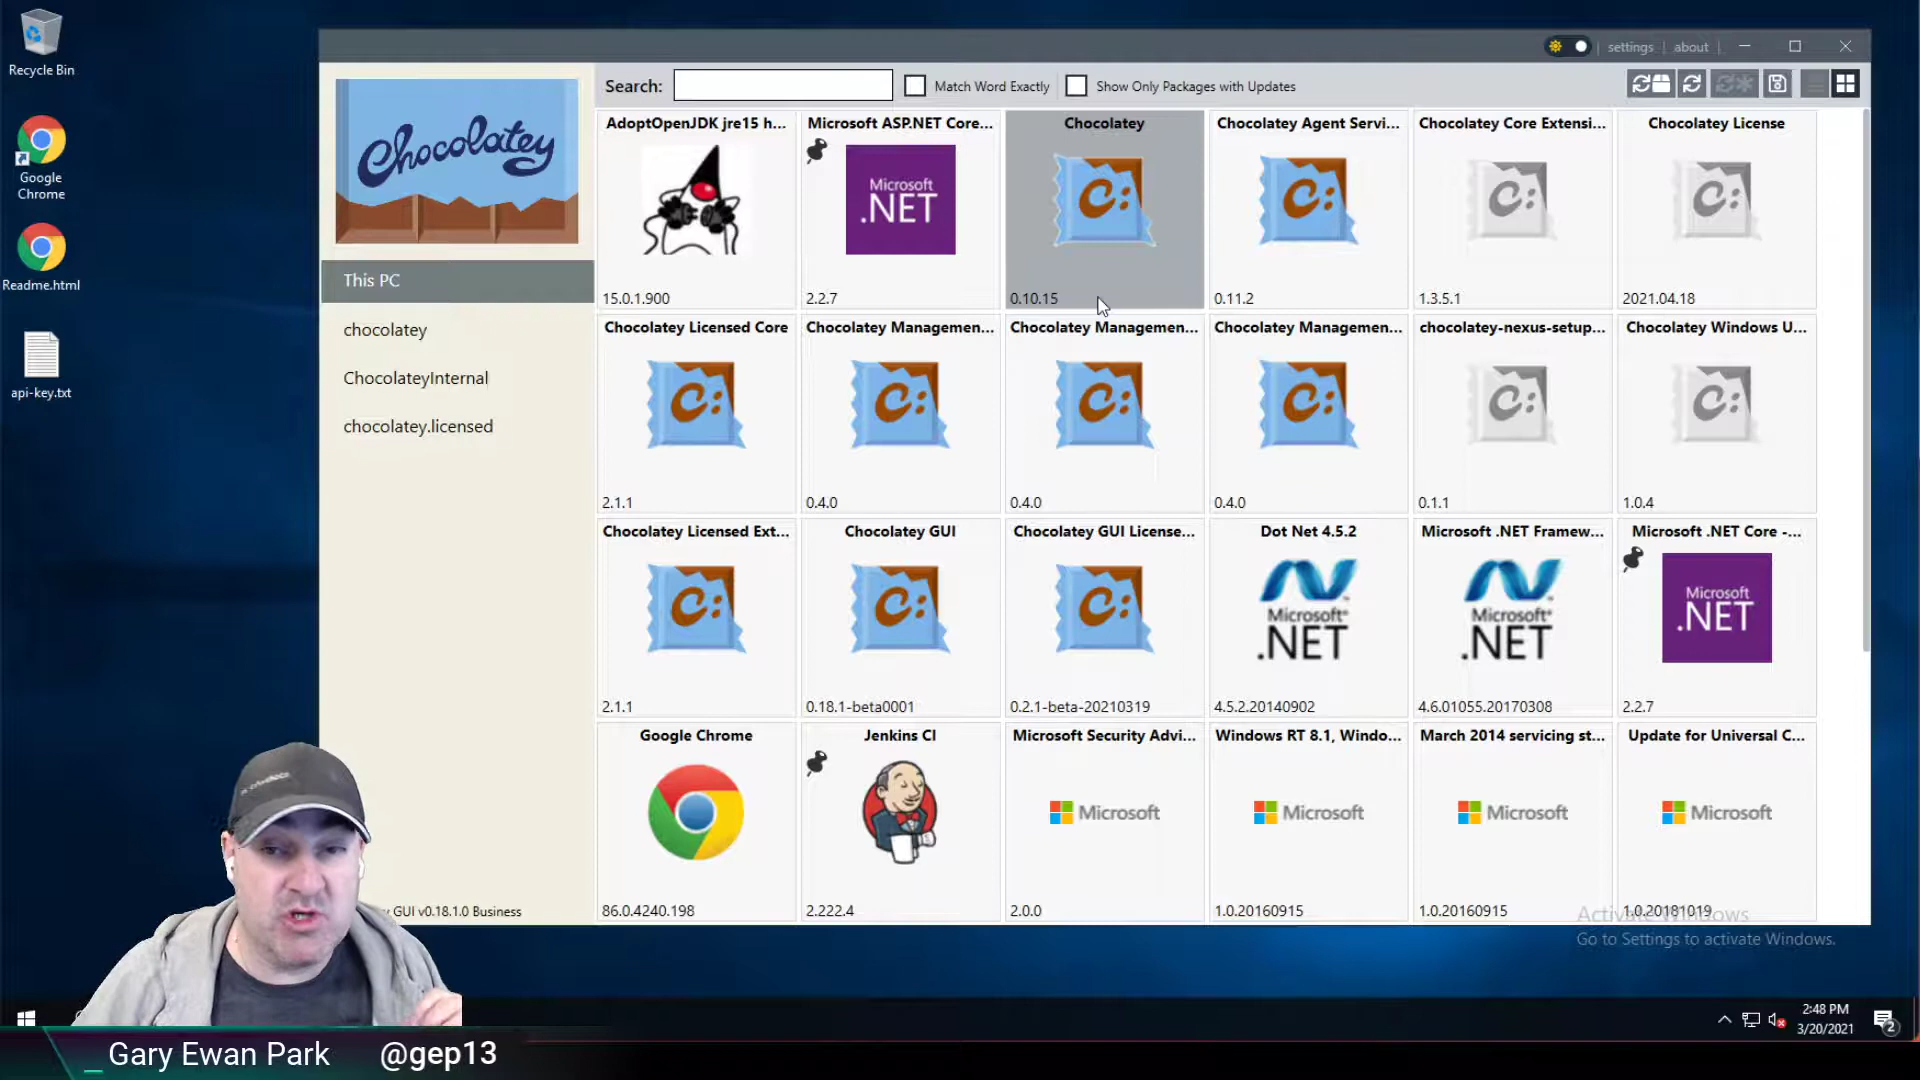 Recycle Bin
Google
Chrome
Readme.html
api-key.txt
settings
about
Chocolatey
Search:
Match Word Exactly
Show Only Packages with Updates
This PC
chocolatey
ChocolateyInternal
chocolatey.licensed
GUI v0.18.1.0 Business
AdoptOpenJDK jre15 h...
15.0.1.900
Microsoft ASP.NET Core...
Microsoft
.NET
2.2.7
Chocolatey
0.10.15
Chocolatey Agent Servi...
0.11.2
Chocolatey Core Extensi...
1.3.5.1
Chocolatey License
2021.04.18
Chocolatey Licensed Core
2.1.1
Chocolatey Managemen...
0.4.0
Chocolatey Managemen...
0.4.0
Chocolatey Managemen...
0.4.0
chocolatey-nexus-setup...
0.1.1
Chocolatey Windows U...
1.0.4
Chocolatey Licensed Ext...
2.1.1
Chocolatey GUI
0.18.1-beta0001
Chocolatey GUI License...
0.2.1-beta-20210319
Dot Net 4.5.2
Microsoft
.NET
4.5.2.20140902
Microsoft .NET Framew...
Microsoft
.NET
4.6.01055.20170308
Microsoft .NET Core -...
Microsoft
.NET
2.2.7
Google Chrome
86.0.4240.198
Jenkins CI
2.222.4
Microsoft Security Advi...
Microsoft
2.0.0
Windows RT 8.1, Windo...
Microsoft
1.0.20160915
March 2014 servicing st...
Microsoft
1.0.20160915
Update for Universal C...
Microsoft
1.0.20181019
Activate Windows
Go to Settings to activate Windows.
2:48 PM
3/20/2021
2
_ Gary Ewan Park @gep13